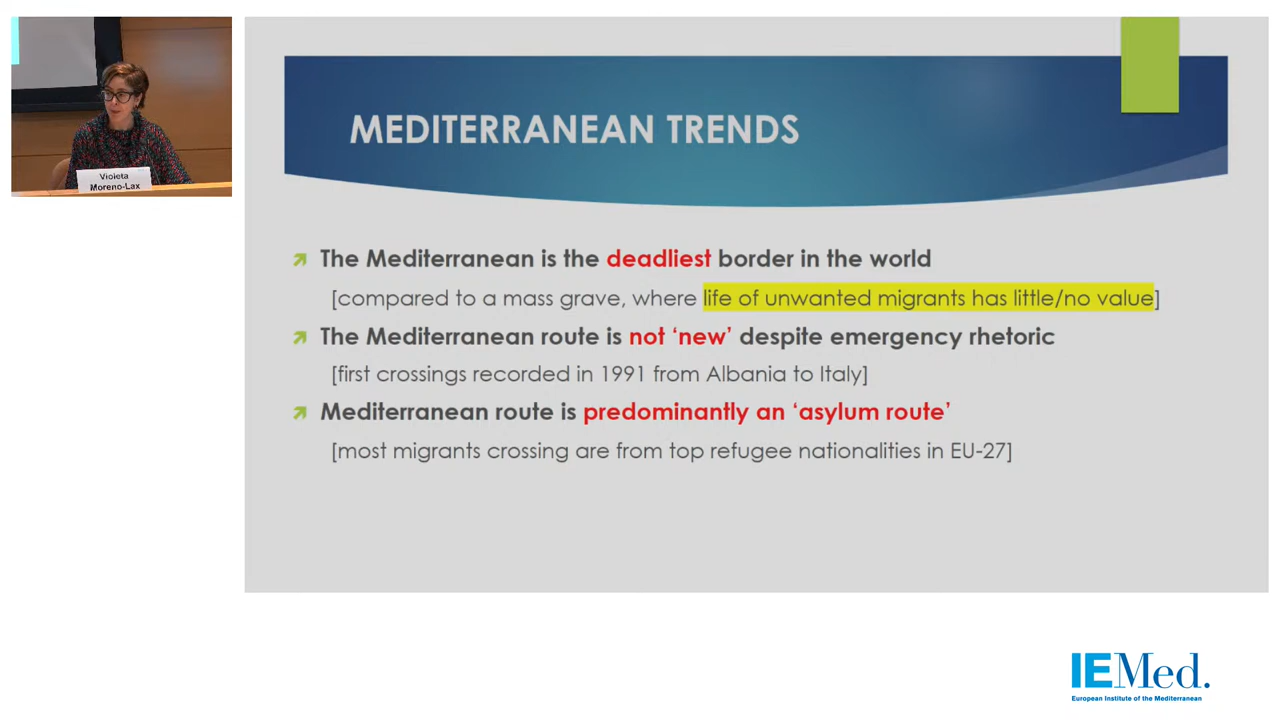 Violeta
Moreno-Lax
MEDITERRANEAN TRENDS
The Mediterranean is the deadliest border in the world
[compared to a mass grave, where life of unwanted migrants has little/no value]
The Mediterranean route is not ‘new’ despite emergency rhetoric
[first crossings recorded in 1991 from Albania to Italy]
Mediterranean route is predominantly an ‘asylum route’
[most migrants crossing are from top refugee nationalities in EU-27]
IEMed.
European Institute of the Mediterranean